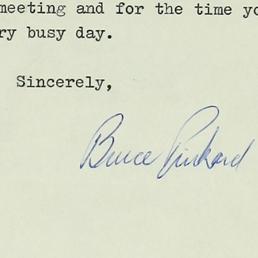 meeting and for the time yo
ry busy day.
Sincerely,
Bruce